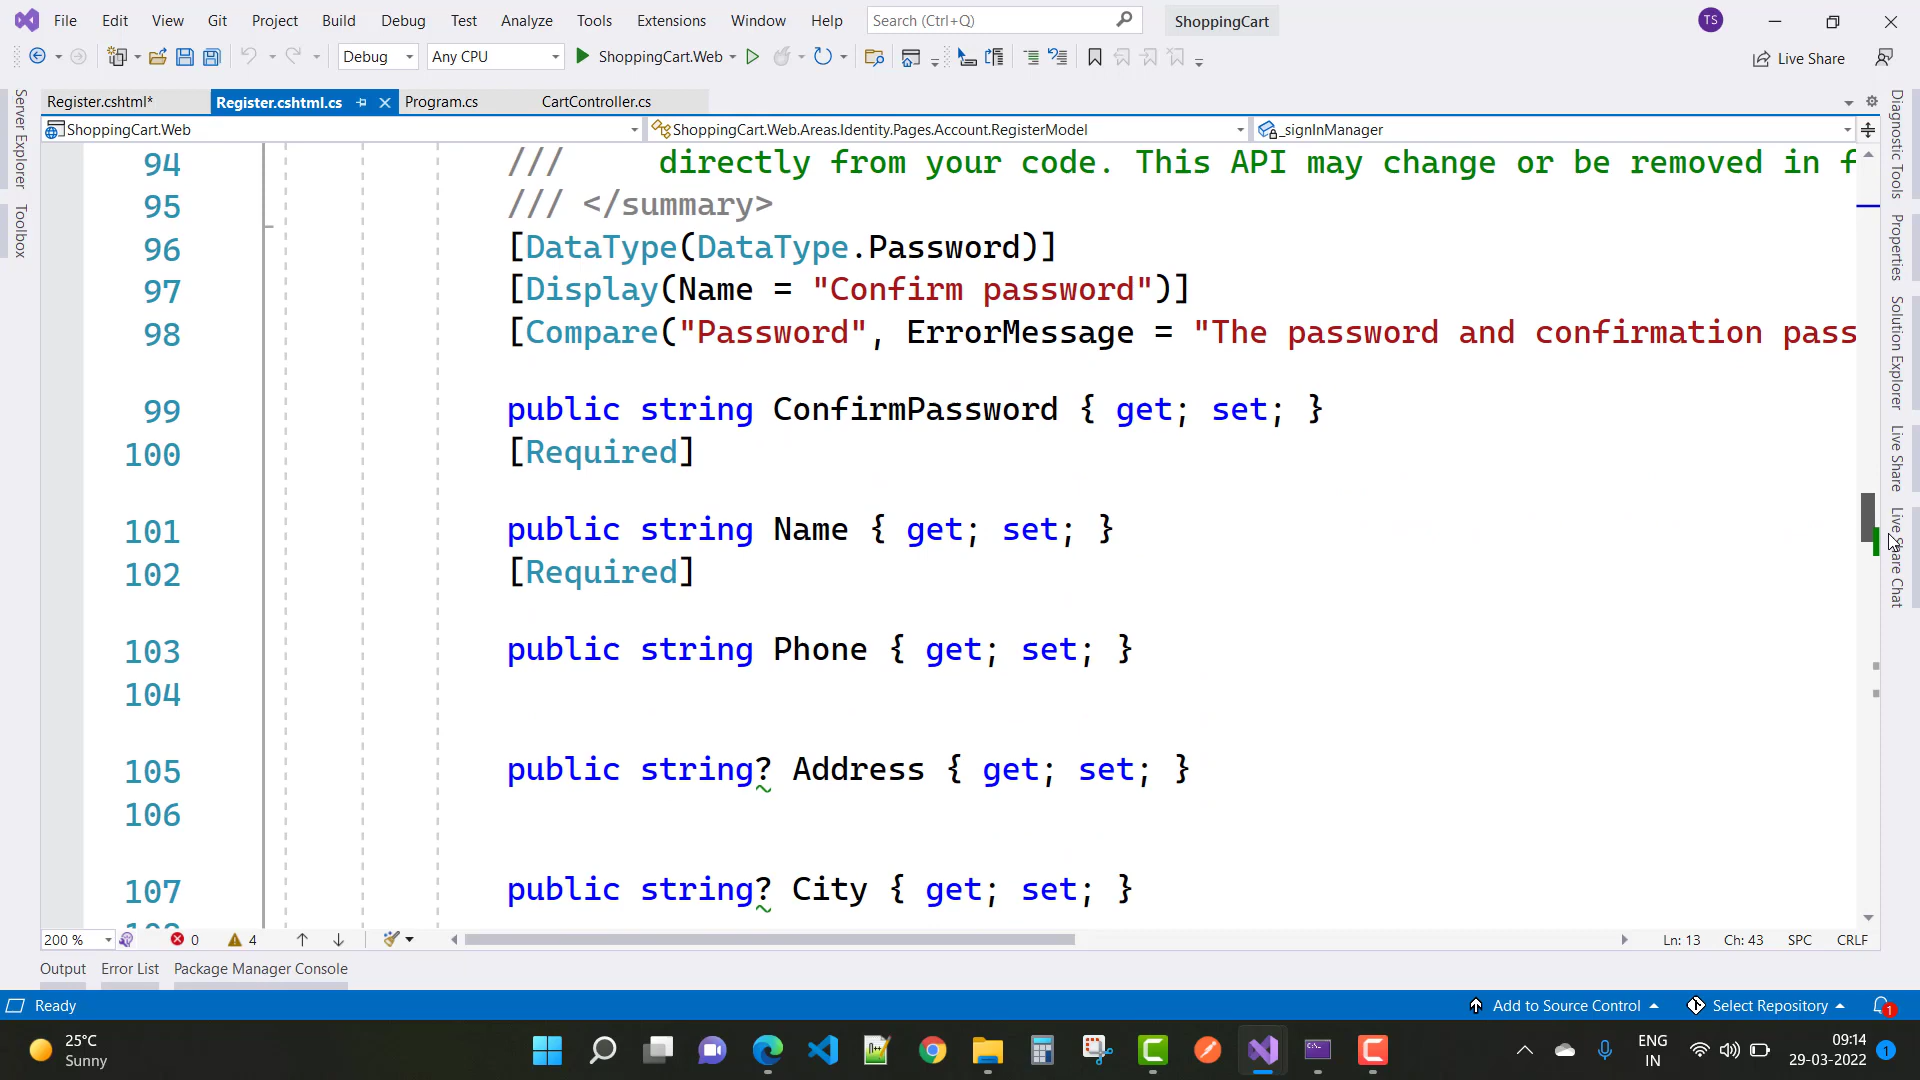 File Edit View Git Project Build Debug Test Analyze Tools Extensions Window Help Search (Ctrl+Q) ShoppingCart TS
Debug Any CPU ShoppingCart.Web Live Share
Register.cshtml* Register.cshtml.cs Program.cs CartController.cs
ShoppingCart.Web ShoppingCart.Web.Areas.Identity.Pages.Account.RegisterModel _signInManager
Server Explorer
Toolbox
94 /// directly from your code. This API may change or be removed in f
95 /// </summary>
96 [DataType(DataType.Password)]
97 [Display(Name = "Confirm password")]
98 [Compare("Password", ErrorMessage = "The password and confirmation pass
99 public string ConfirmPassword { get; set; }
100 [Required]
101 public string Name { get; set; }
102 [Required]
103 public string Phone { get; set; }
104
105 public string? Address { get; set; }
106
107 public string? City { get; set; }
Diagnostic Tools
Properties
Solution Explorer
Live Share
Live Share Chat
200 % 0 4 Ln: 13 Ch: 43 SPC CRLF
Output Error List Package Manager Console
Ready Add to Source Control Select Repository 1
25°C
Sunny
ENG
IN
09:14
29-03-2022
1